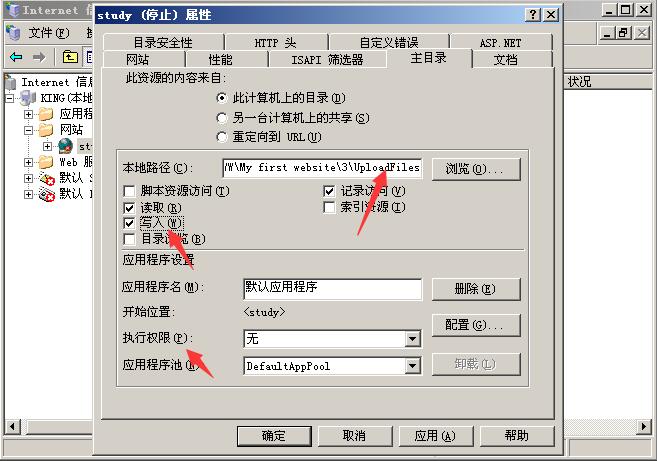 Internet 信
study (停止) 属性
文件(F)
目录安全性 HTTP 头 自定义错误 ASP.NET
网站 性能 ISAPI 筛选器 主目录 文档
Internet 信息
状况
KING(本地
应用程
网站
st
Web 服
默认 S
默认
此资源的内容来自:
此计算机上的目录(D)
另一台计算机上的共享(S)
重定向到 URL(U)
本地路径(C): W\My first website\3\UploadFiles 浏览(O)...
脚本资源访问(T) 记录访问(V)
读取(R) 索引资源(I)
写入(W)
目录浏览(B)
应用程序设置
应用程序名(M): 默认应用程序 删除(E)
开始位置: <study>
配置(G)...
执行权限(P): 无
应用程序池(N): DefaultAppPool 卸载(L)
确定 取消 应用(A) 帮助